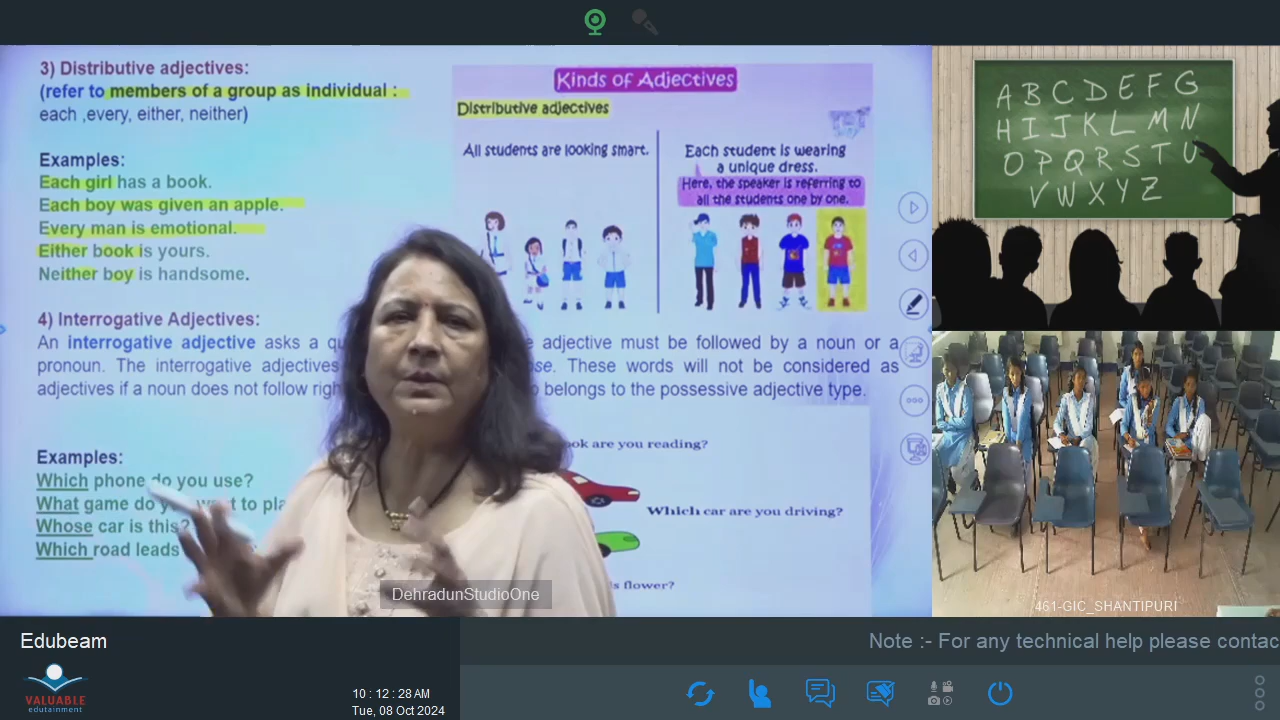 3) Distributive adjectives:
(refer to members of a group as individual :
each ,every, either, neither)
Examples:
Each girl has a book.
Each boy was given an apple.
Every man is emotional.
Either book is yours.
Neither boy is handsome.
4) Interrogative Adjectives:
An interrogative adjective asks a adjective must be followed by a noun or a
pronoun. The interrogative adjectives These words will not be considered as
adjectives if a noun does not follow belongs to the possessive adjective type.
Examples:
Which phone do you use?
What game do to
Whose car is this?
Which road leads
Kinds of Adjectives
Distributive adjectives
All students are looking smart.
Each student is wearing
a unique dress.
Here, the speaker is referring to
all the students one by one.
are you reading?
Which car are you driving?
flower?
DehradunStudioOne
A B C D E F G
H I J K L M N
O P Q R S T U
V W X Y Z
461-GIC_SHANTIPURI
Edubeam
VALUABLE
edutainment
10 : 12 : 28 AM
Tue, 08 Oct 2024
Note :- For any technical help please contac